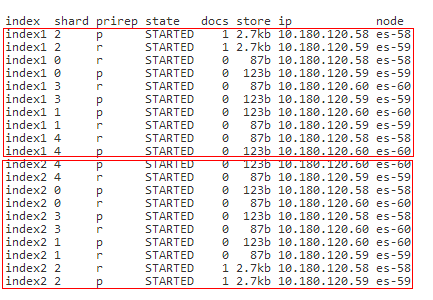 index shard prirep state docs store ip node
index1 2 p STARTED 1 2.7kb 10.180.120.58 es-58
index1 2 r STARTED 1 2.7kb 10.180.120.59 es-59
index1 0 r STARTED 0 87b 10.180.120.58 es-58
index1 0 p STARTED 0 123b 10.180.120.59 es-59
index1 3 r STARTED 0 87b 10.180.120.60 es-60
index1 3 p STARTED 0 123b 10.180.120.59 es-59
index1 1 p STARTED 0 123b 10.180.120.60 es-60
index1 1 r STARTED 0 87b 10.180.120.59 es-59
index1 4 r STARTED 0 87b 10.180.120.58 es-58
index1 4 p STARTED 0 123b 10.180.120.60 es-60
index2 4 p STARTED 0 123b 10.180.120.60 es-60
index2 4 r STARTED 0 87b 10.180.120.59 es-59
index2 0 p STARTED 0 123b 10.180.120.58 es-58
index2 0 r STARTED 0 87b 10.180.120.60 es-60
index2 3 p STARTED 0 123b 10.180.120.58 es-58
index2 3 r STARTED 0 87b 10.180.120.60 es-60
index2 1 p STARTED 0 123b 10.180.120.60 es-60
index2 1 r STARTED 0 87b 10.180.120.59 es-59
index2 2 r STARTED 1 2.7kb 10.180.120.58 es-58
index2 2 p STARTED 1 2.7kb 10.180.120.59 es-59